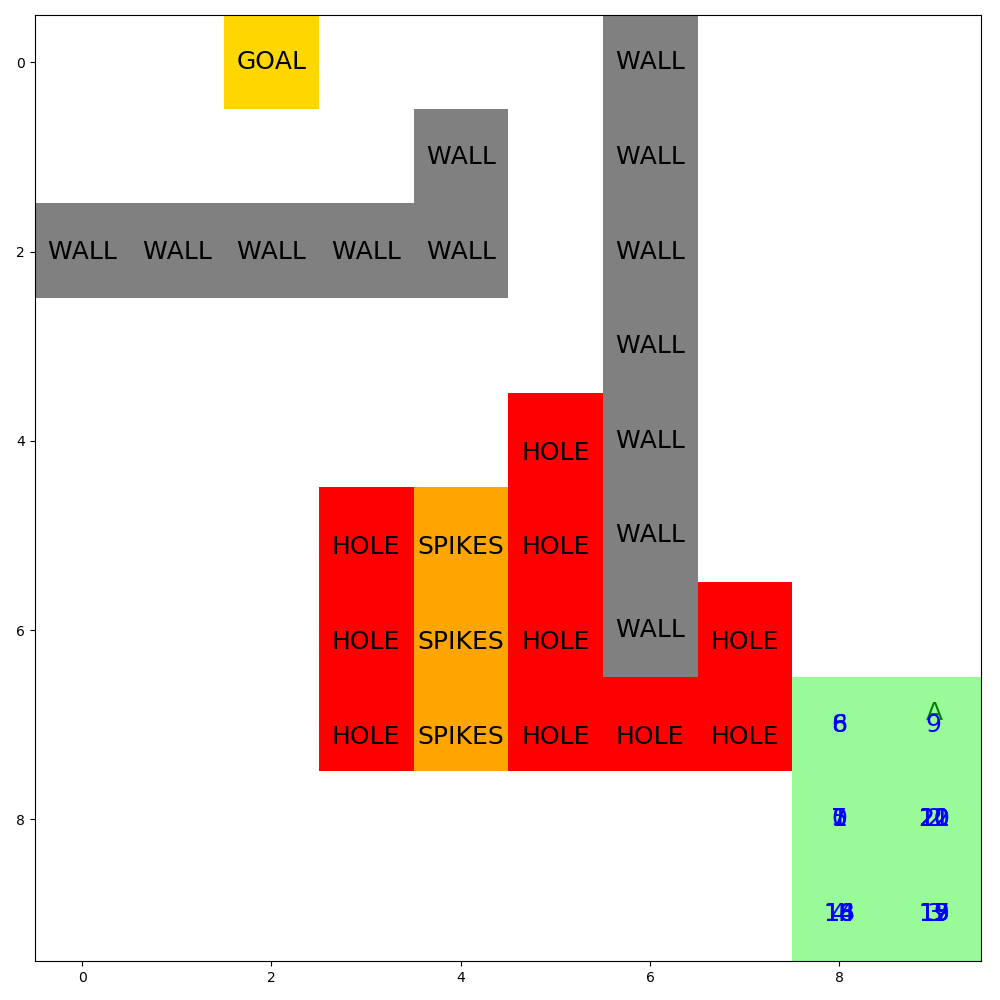 GOAL WALL
0
WALL WALL
WALL WALL WALL WALL WALL WALL
2
WALL
HOLE WALL
4
HOLE SPIKES HOLE WALL
HOLE SPIKES HOLE WALL HOLE
6
A
9
HOLE SPIKES HOLE HOLE HOLE
8
0 2 4 6 8